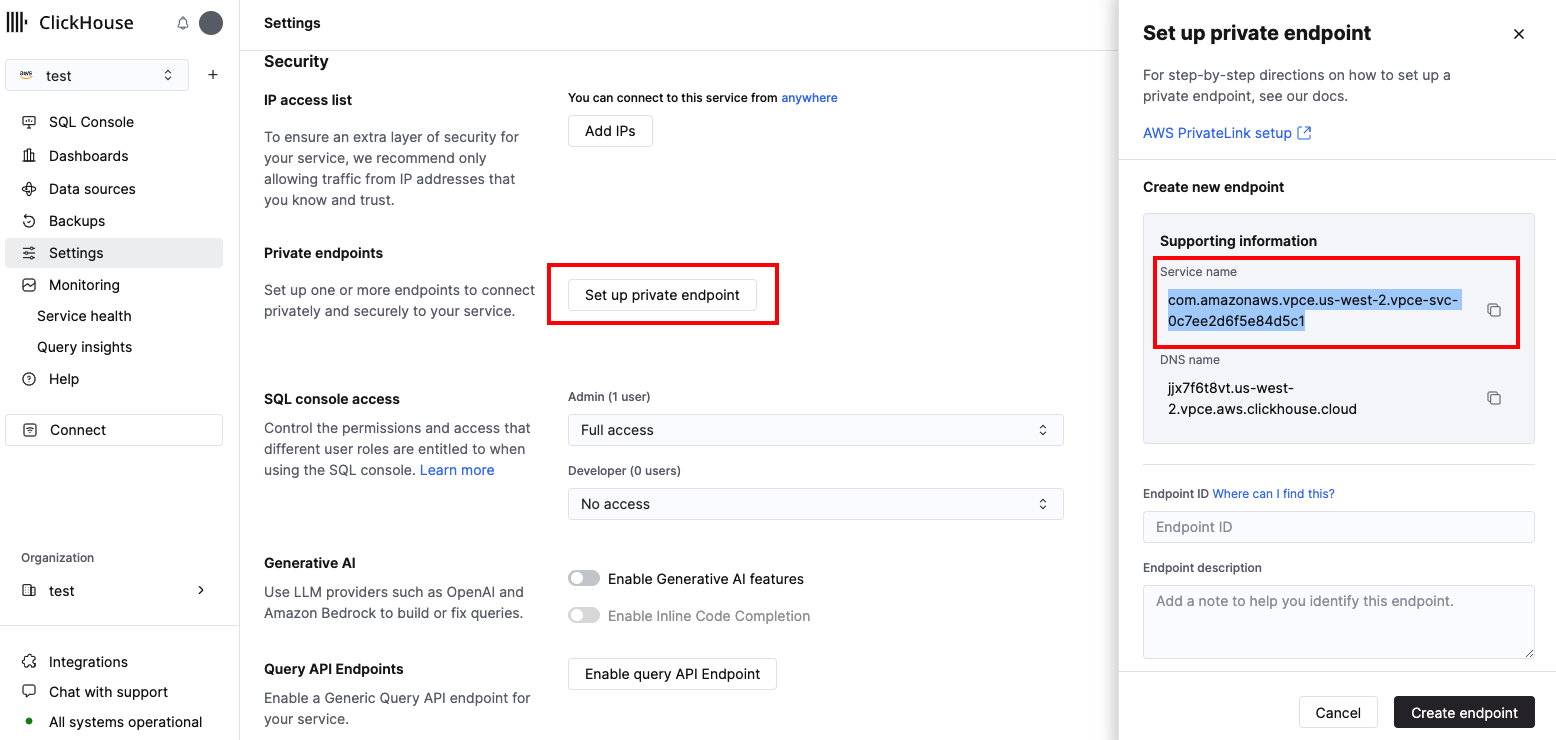 ClickHouse
aws
test
+
SQL Console
Dashboards
Data sources
Backups
Settings
Monitoring
Service health
Query insights
Help
Connect
Organization
test
Integrations
Chat with support
All systems operational
Settings
Security
IP access list
To ensure an extra layer of security for
your service, we recommend only
allowing traffic from IP addresses that
you know and trust.
You can connect to this service from anywhere
Add IPs
Private endpoints
Set up one or more endpoints to connect
privately and securely to your service.
Set up private endpoint
SQL console access
Control the permissions and access that
different user roles are entitled to when
using the SQL console. Learn more
Admin (1 user)
Full access
Developer (0 users)
No access
Generative AI
Use LLM providers such as OpenAI and
Amazon Bedrock to build or fix queries.
Enable Generative AI features
Enable Inline Code Completion
Query API Endpoints
Enable a Generic Query API endpoint for
your service.
Enable query API Endpoint
Set up private endpoint
For step-by-step directions on how to set up a
private endpoint, see our docs.
AWS PrivateLink setup
Create new endpoint
Supporting information
Service name
com.amazonaws.vpce.us-west-2.vpce-svc-
0c7ee2d6f5e84d5c1
DNS name
jjx7f6t8vt.us-west-
2.vpce.aws.clickhouse.cloud
Endpoint ID Where can I find this?
Endpoint ID
Endpoint description
Add a note to help you identify this endpoint.
Cancel
Create endpoint